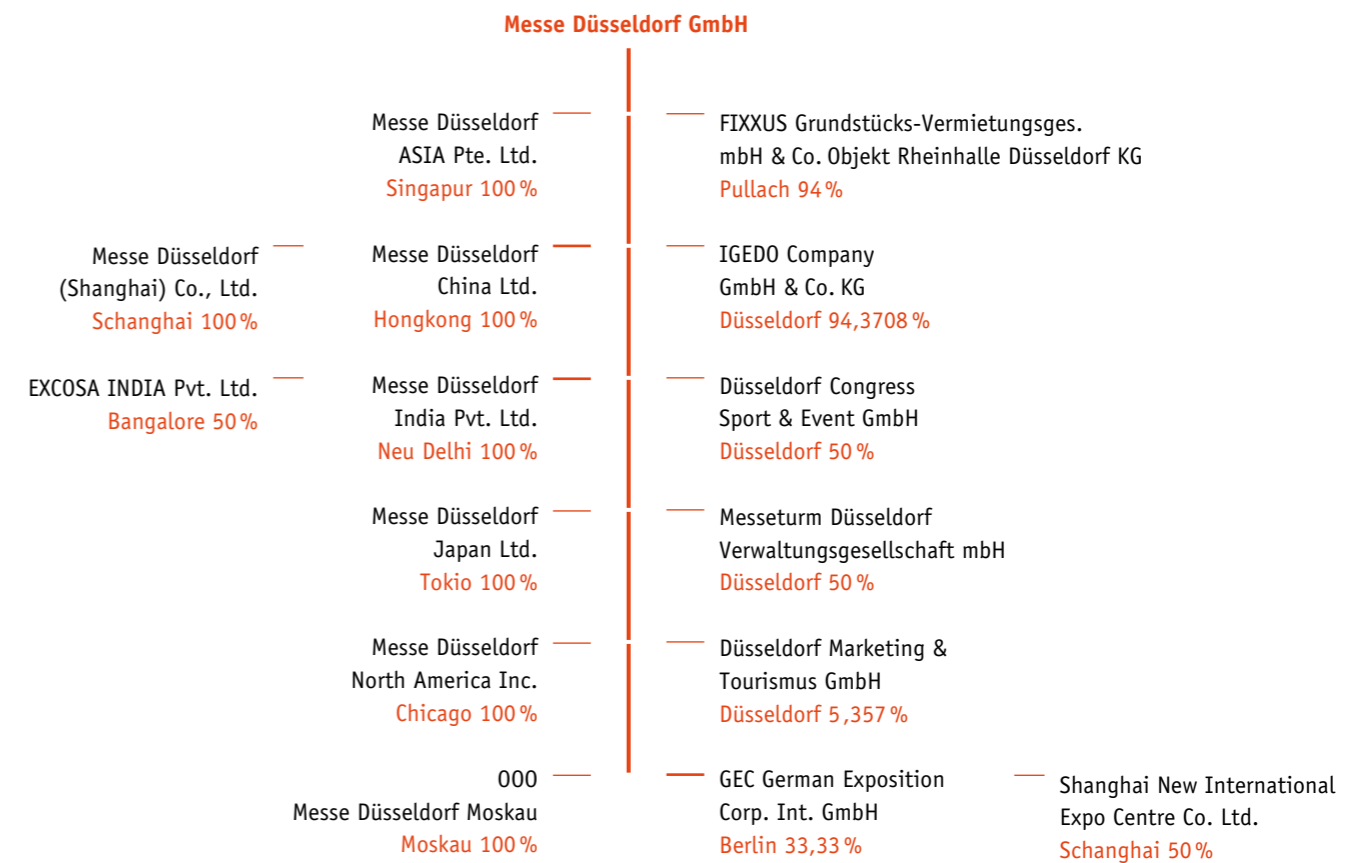 Messe Düsseldorf GmbH
Messe Düsseldorf
ASIA Pte. Ltd.
Singapur 100 %
FIXXUS Grundstücks-Vermietungsges.
mbH & Co. Objekt Rheinhalle Düsseldorf KG
Pullach 94 %
Messe Düsseldorf
(Shanghai) Co., Ltd.
Schanghai 100 %
Messe Düsseldorf
China Ltd.
Hongkong 100 %
IGEDO Company
GmbH & Co. KG
Düsseldorf 94,3708 %
EXCOSA INDIA Pvt. Ltd.
Bangalore 50 %
Messe Düsseldorf
India Pvt. Ltd.
Neu Delhi 100 %
Düsseldorf Congress
Sport & Event GmbH
Düsseldorf 50 %
Messe Düsseldorf
Japan Ltd.
Tokio 100 %
Messeturm Düsseldorf
Verwaltungsgesellschaft mbH
Düsseldorf 50 %
Messe Düsseldorf
North America Inc.
Chicago 100 %
Düsseldorf Marketing &
Tourismus GmbH
Düsseldorf 5,357 %
OOO
Messe Düsseldorf Moskau
Moskau 100 %
GEC German Exposition
Corp. Int. GmbH
Berlin 33,33 %
Shanghai New International
Expo Centre Co. Ltd.
Schanghai 50 %